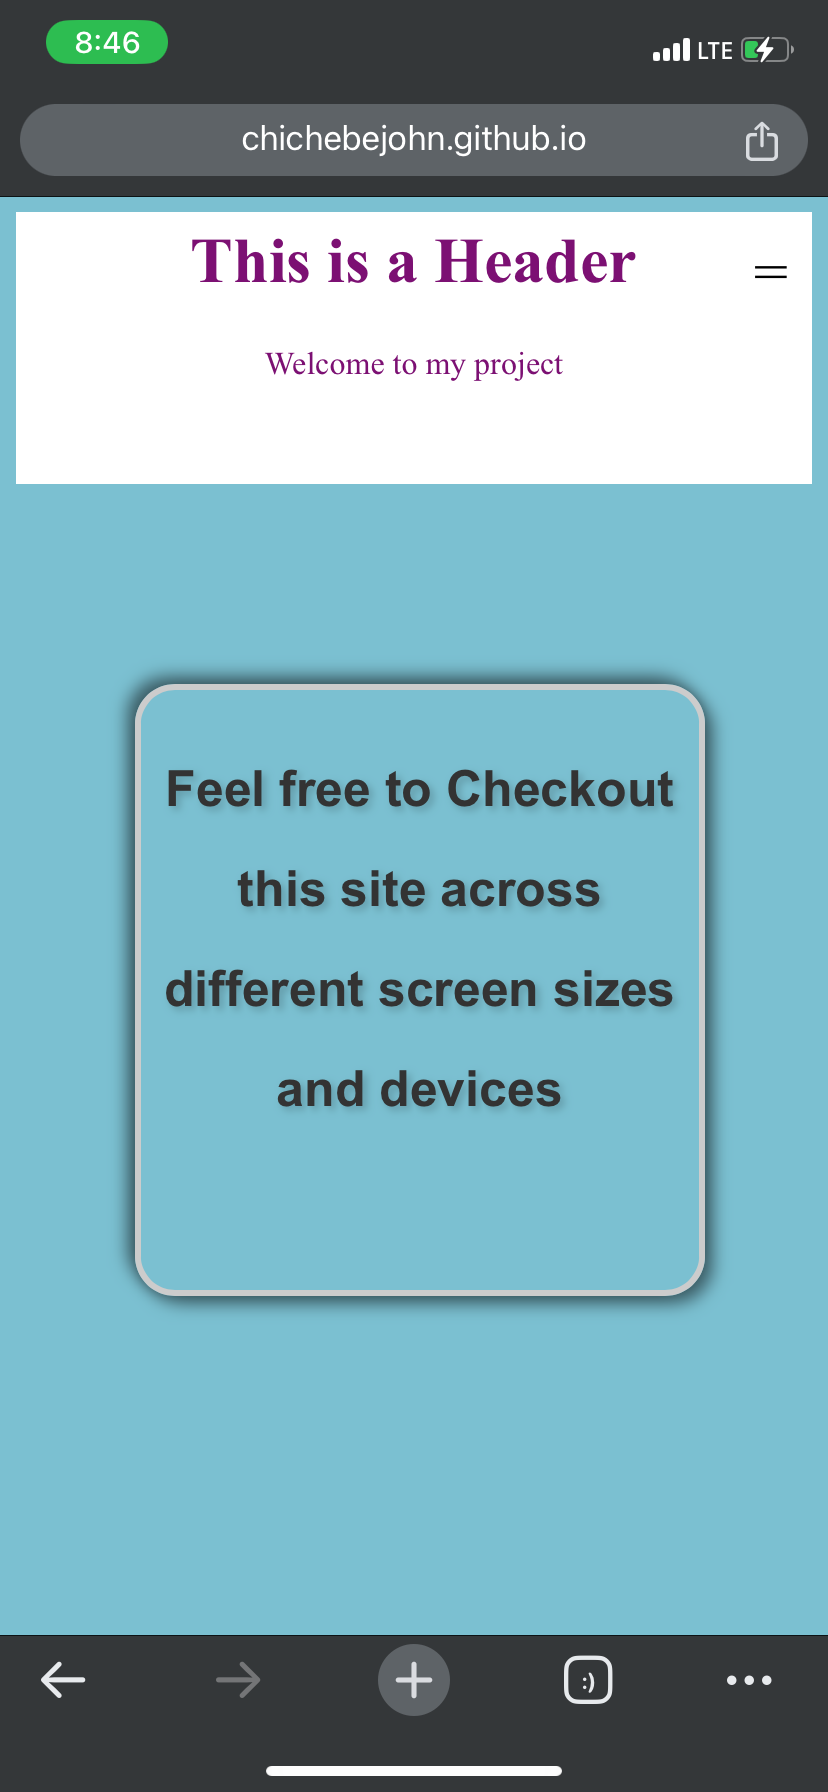 8:46
LTE
chichebejohn.github.io
This is a Header
Welcome to my project
Feel free to Checkout
this site across
different screen sizes
and devices
:)